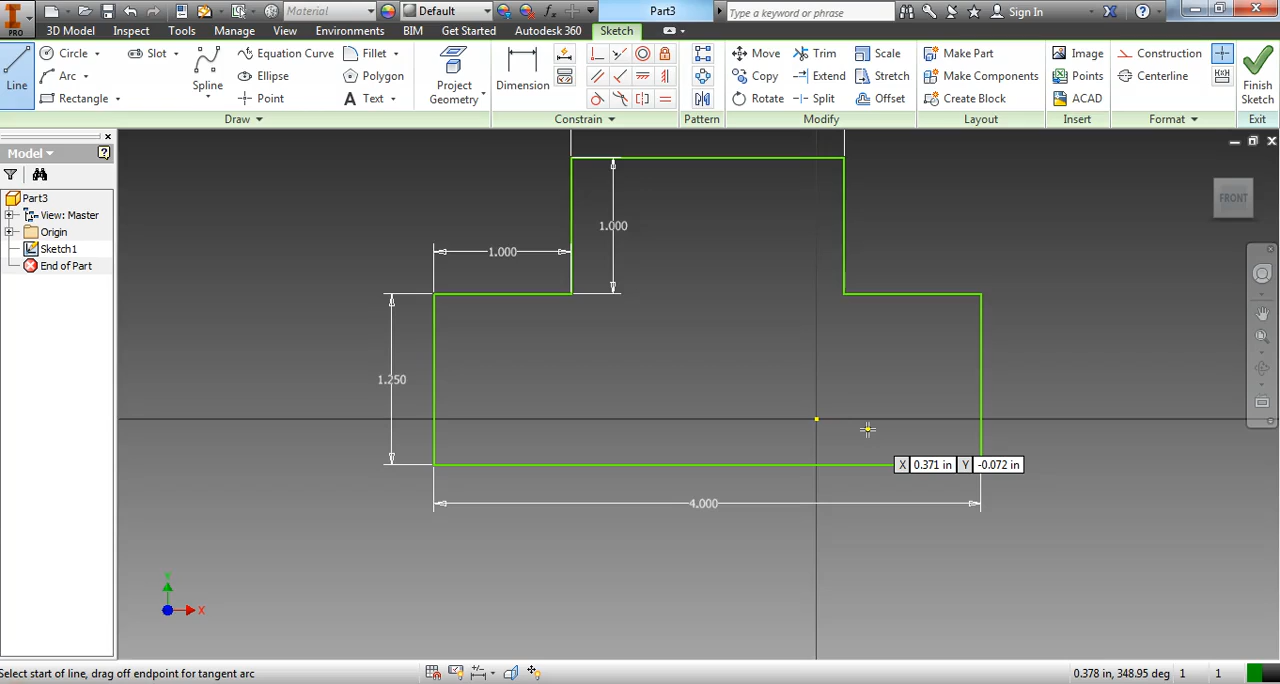 PRO
Material
Default
fx
Part3
Type a keyword or phrase
Sign In
3D Model Inspect Tools Manage View Environments BIM Get Started Autodesk 360 Sketch
Line
Circle
Arc
Rectangle
Slot
Spline
Equation Curve
Ellipse
Point
Fillet
Polygon
A Text
Project
Geometry
Dimension
Move
Copy
Rotate
Trim
Extend
Split
Scale
Stretch
Offset
Make Part
Make Components
Create Block
Image
Points
ACAD
Construction
Centerline
Finish
Sketch
Draw Constrain Pattern Modify Layout Insert Format Exit
Model
Part3
View: Master
Origin
Sketch1
End of Part
FRONT
1.000
1.000
1.250
4.000
X 0.371 in Y -0.072 in
Y
X
Select start of line, drag off endpoint for tangent arc
0.378 in, 348.95 deg 1 1